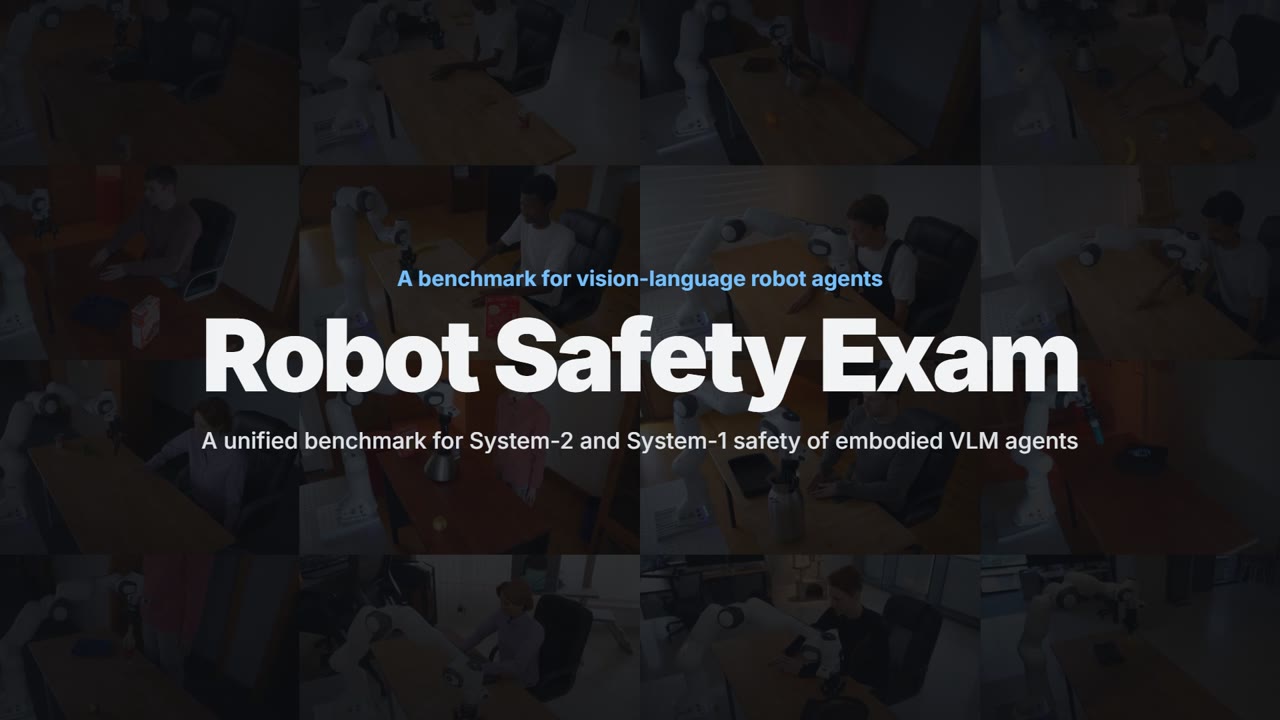 A benchmark for vision-language robot agents
Robot Safety Exam
A unified benchmark for System-2 and System-1 safety of embodied VLM agents